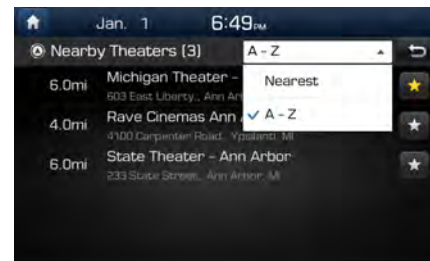 Jan. 1 6:49 PM
Nearby Theaters (3) A - Z
Nearest
A - Z
6.0mi Michigan Theater -
603 East Liberty., Ann Ar
4.0mi Rave Cinemas Ann
4100 Carpenter Road., Ypsilanti, MI
6.0mi State Theater - Ann Arbor
233 State Street., Ann Arbor, MI